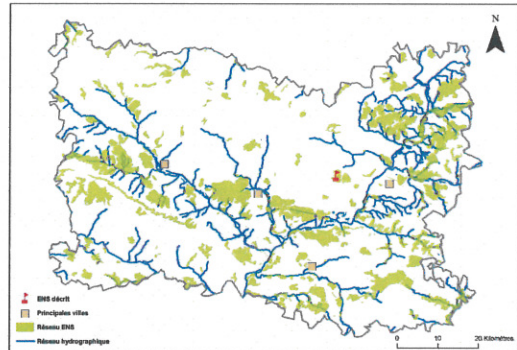 N
ENS décrit
Principales villes
Réseau ENS
Réseau hydrographique
0 10 20 Kilomètres